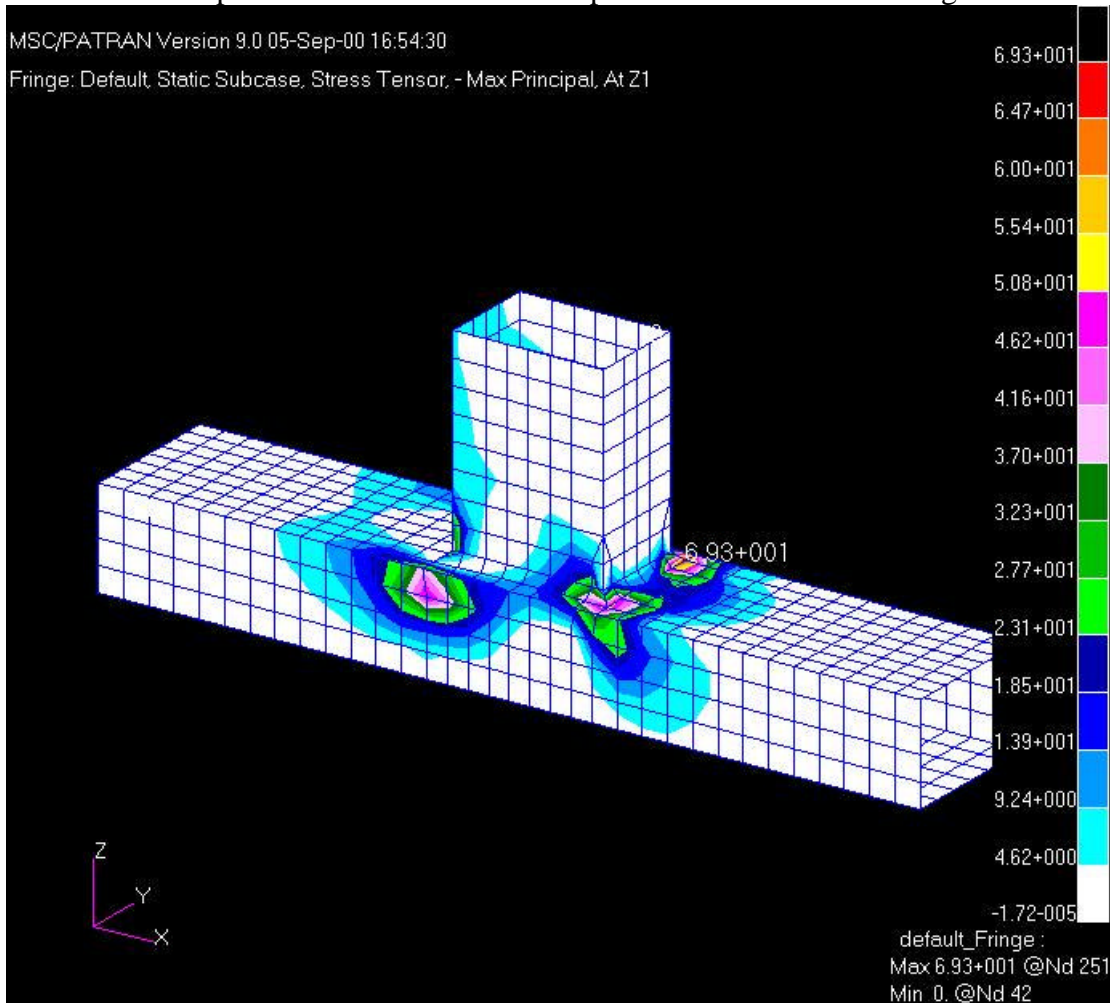 MSC/PATRAN Version 9.0 05-Sep-00 16:54:30
Fringe: Default, Static Subcase, Stress Tensor, - Max Principal, At Z1
6.93+001
6.47+001
6.00+001
5.54+001
5.08+001
4.62+001
4.16+001
3.70+001
3.23+001
2.77+001
2.31+001
1.85+001
1.39+001
9.24+000
4.62+000
-1.72-005
6.93+001
Z
Y
X
default_Fringe :
Max 6.93+001 @Nd 251
Min 0. @Nd 42